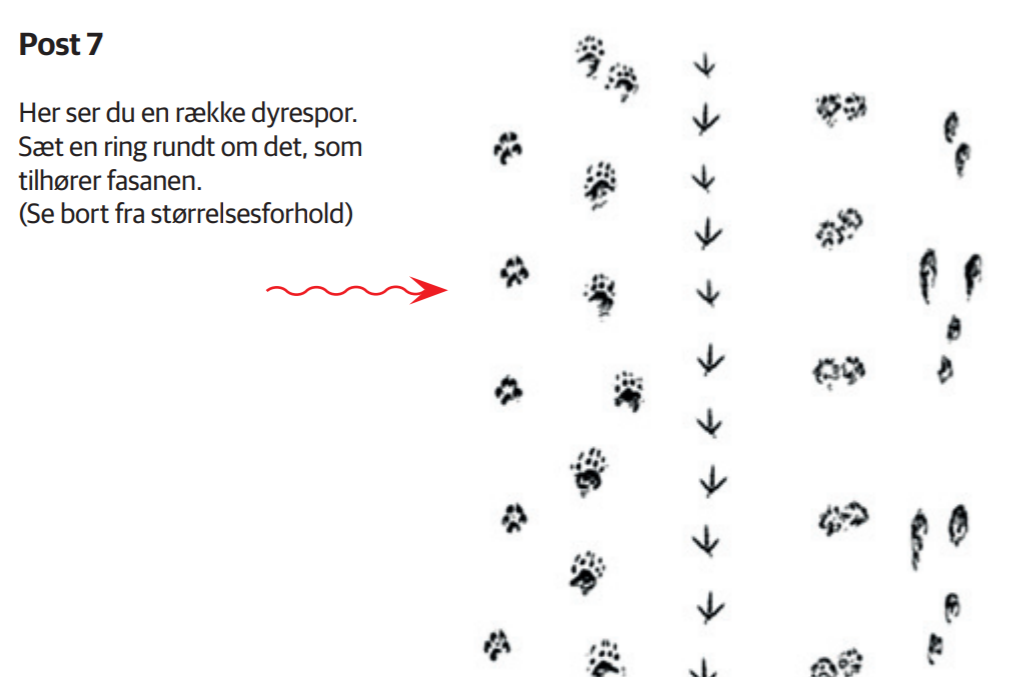 Post 7
Her ser du en række dyrespor.
Sæt en ring rundt om det, som
tilhører fasanen.
(Se bort fra størrelsesforhold)